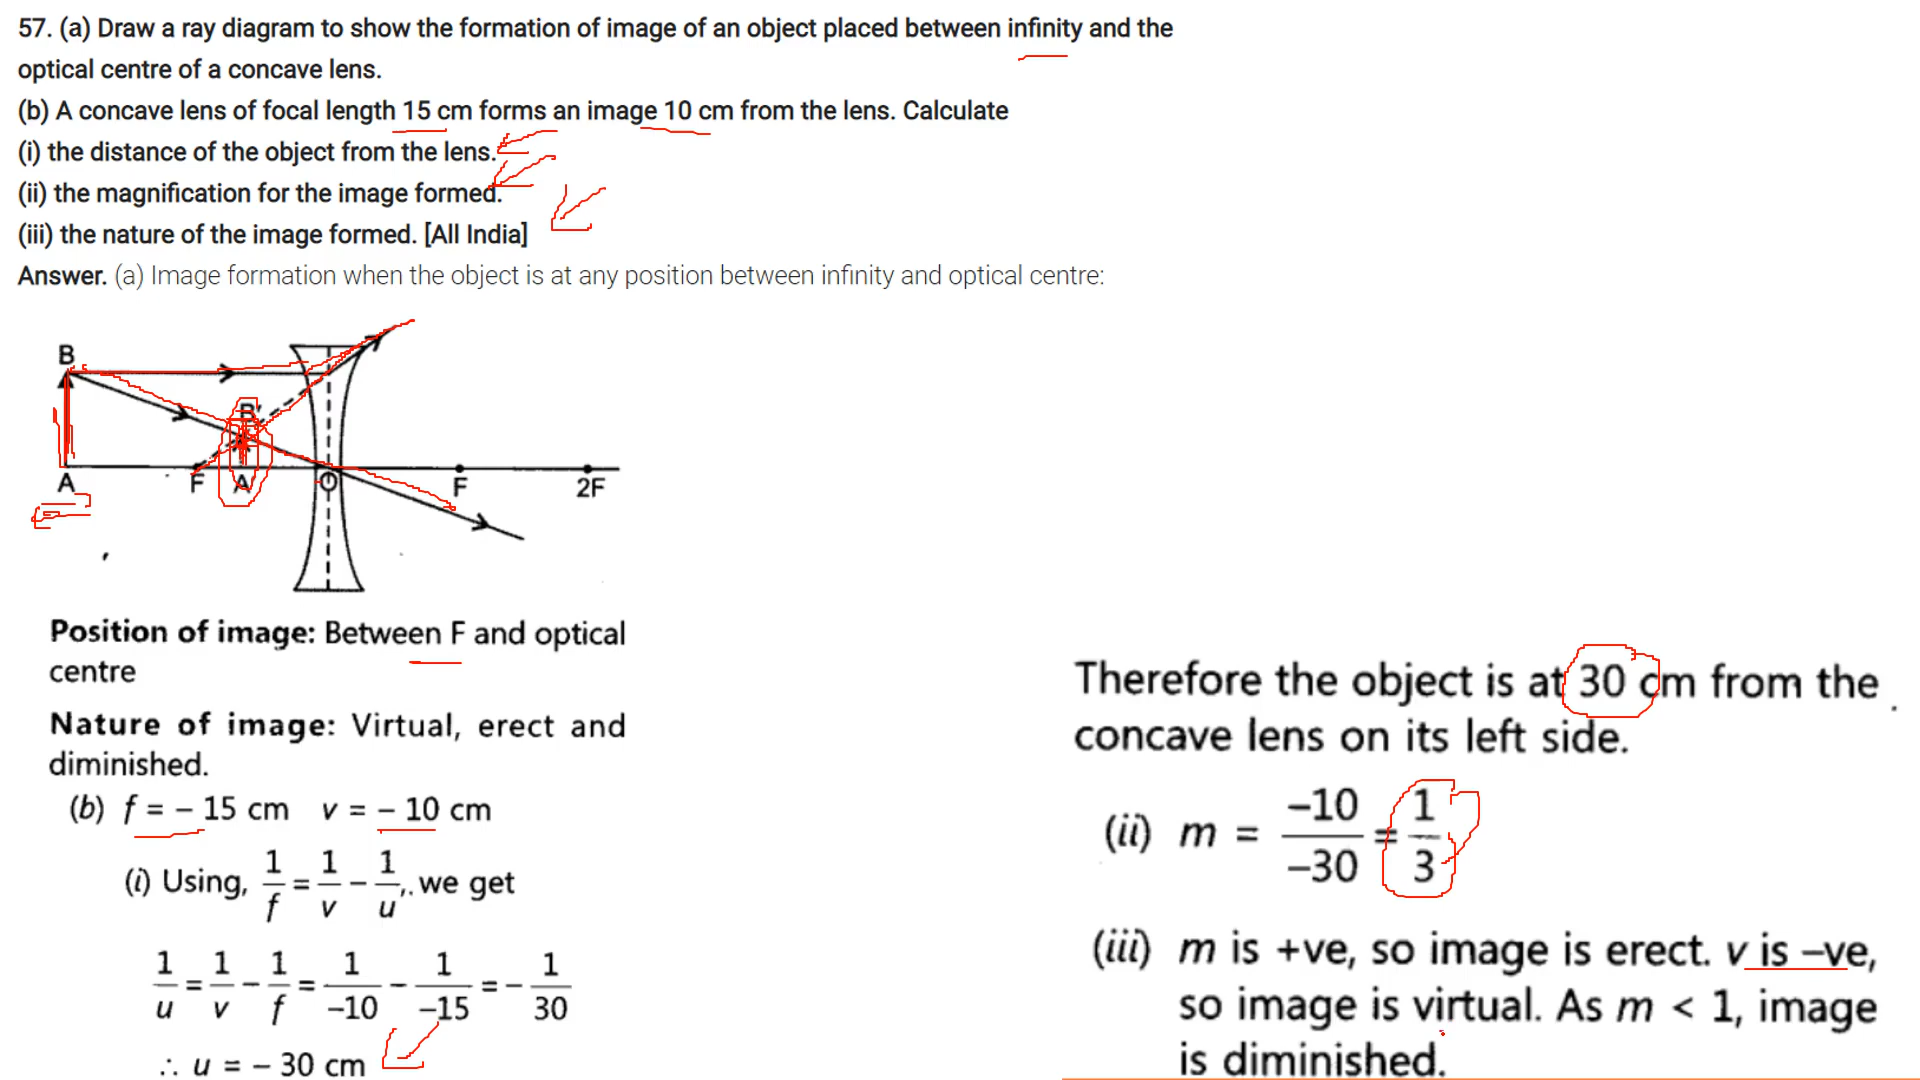 57. (a) Draw a ray diagram to show the formation of image of an object placed between infinity and the
optical centre of a concave lens.
(b) A concave lens of focal length 15 cm forms an image 10 cm from the lens. Calculate
(i) the distance of the object from the lens.
(ii) the magnification for the image formed.
(iii) the nature of the image formed. [All India]
Answer. (a) Image formation when the object is at any position between infinity and optical centre:
B
B'
A F A' O F 2F
Position of image: Between F and optical
centre
Nature of image: Virtual, erect and
diminished.
(b) f = – 15 cm v = – 10 cm
(i) Using, 1/f = 1/v – 1/u, we get
1/u = 1/v – 1/f = 1/–10 – 1/–15 = – 1/30
∴ u = – 30 cm
Therefore the object is at 30 cm from the
concave lens on its left side.
(ii) m = –10/–30 = 1/3
(iii) m is +ve, so image is erect. v is –ve,
so image is virtual. As m < 1, image
is diminished.